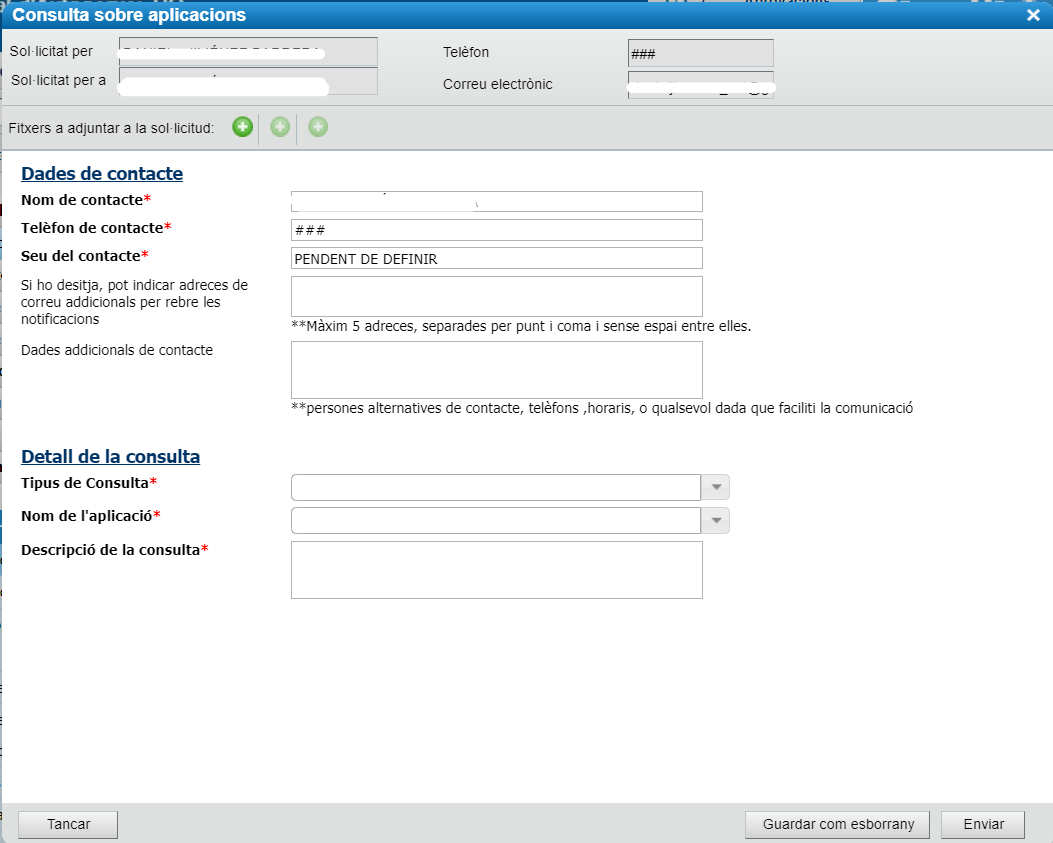 Consulta sobre aplicacions
Sol·licitat per
Telèfon ###
Sol·licitat per a
Correu electrònic
Fitxers a adjuntar a la sol·licitud:
Dades de contacte
Nom de contacte*
Telèfon de contacte* ###
Seu del contacte* PENDENT DE DEFINIR
Si ho desitja, pot indicar adreces de
correu addicionals per rebre les
notificacions
**Màxim 5 adreces, separades per punt i coma i sense espai entre elles.
Dades addicionals de contacte
**persones alternatives de contacte, telèfons ,horaris, o qualsevol dada que faciliti la comunicació
Detall de la consulta
Tipus de Consulta*
Nom de l'aplicació*
Descripció de la consulta*
Tancar
Guardar com esborrany
Enviar